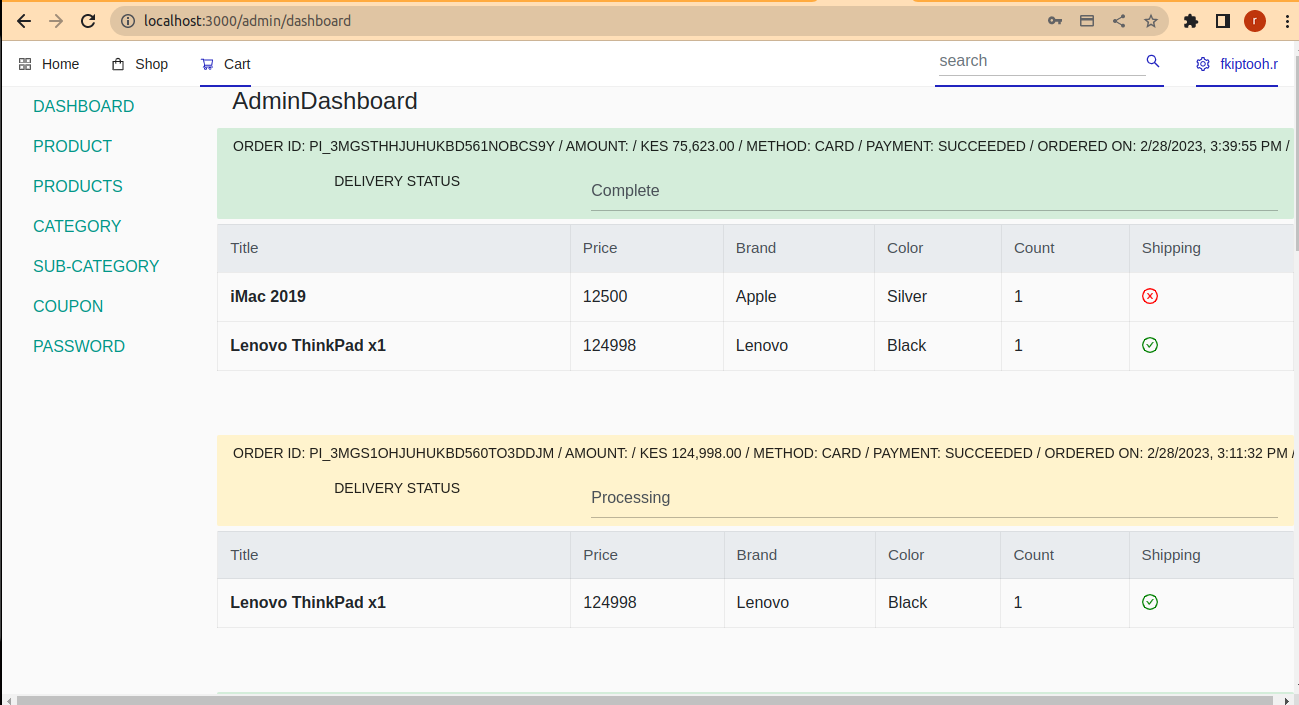 localhost:3000/admin/dashboard
r
Home Shop Cart search fkiptooh.r
DASHBOARD
PRODUCT
PRODUCTS
CATEGORY
SUB-CATEGORY
COUPON
PASSWORD
AdminDashboard
ORDER ID: PI_3MGSTHHJUHUKBD561NOBCS9Y / AMOUNT: / KES 75,623.00 / METHOD: CARD / PAYMENT: SUCCEEDED / ORDERED ON: 2/28/2023, 3:39:55 PM /
DELIVERY STATUS
Complete
Title Price Brand Color Count Shipping
iMac 2019 12500 Apple Silver 1
Lenovo ThinkPad x1 124998 Lenovo Black 1
ORDER ID: PI_3MGS1OHJUHUKBD560TO3DDJM / AMOUNT: / KES 124,998.00 / METHOD: CARD / PAYMENT: SUCCEEDED / ORDERED ON: 2/28/2023, 3:11:32 PM /
DELIVERY STATUS
Processing
Title Price Brand Color Count Shipping
Lenovo ThinkPad x1 124998 Lenovo Black 1